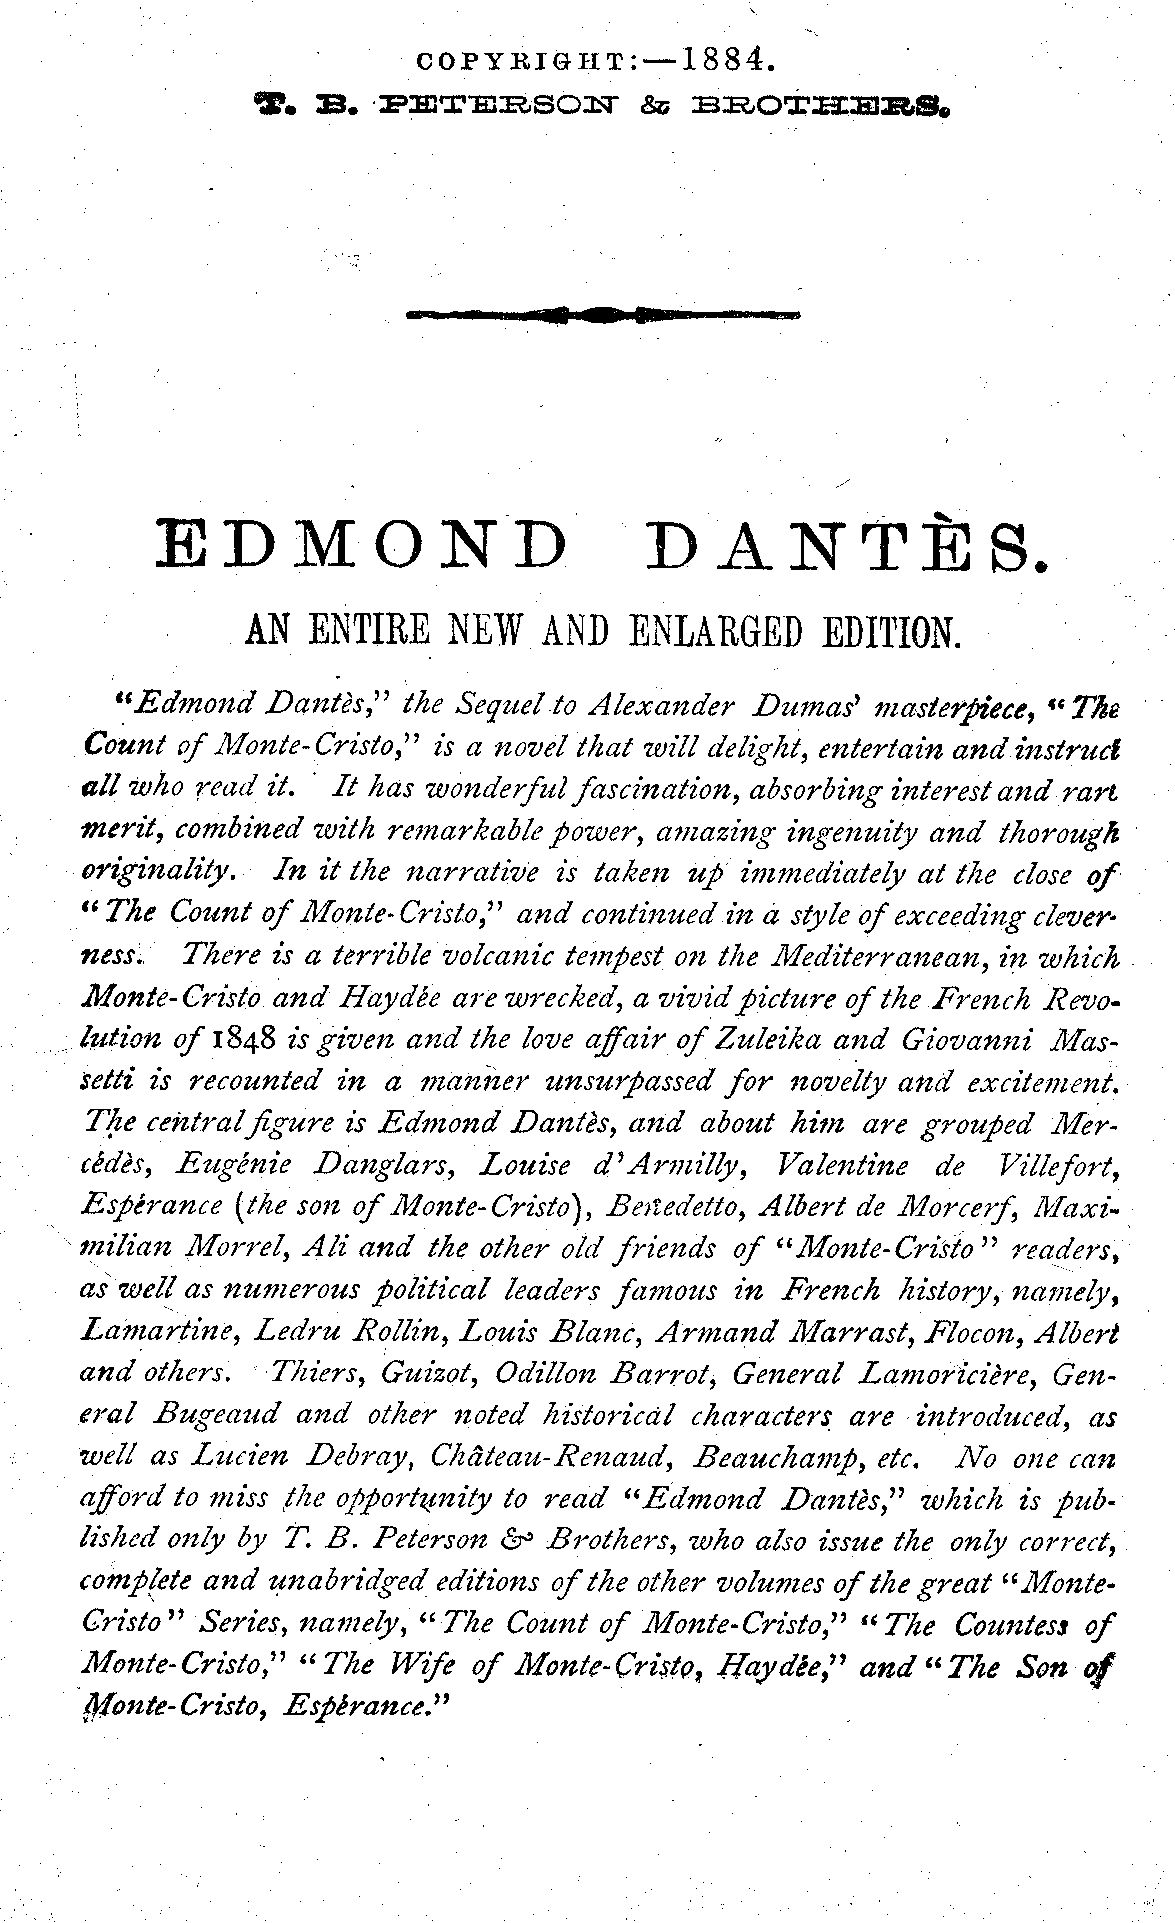 COPYRIGHT:—1884.
T. B. PETERSON & BROTHERS.
EDMOND DANTÈS.
AN ENTIRE NEW AND ENLARGED EDITION.
"Edmond Dantès," the Sequel to Alexander Dumas' masterpiece, "The
Count of Monte-Cristo," is a novel that will delight, entertain and instruct
all who read it. It has wonderful fascination, absorbing interest and rare
merit, combined with remarkable power, amazing ingenuity and thorough
originality. In it the narrative is taken up immediately at the close of
"The Count of Monte-Cristo," and continued in a style of exceeding clever-
ness. There is a terrible volcanic tempest on the Mediterranean, in which
Monte-Cristo and Haydée are wrecked, a vivid picture of the French Revo-
lution of 1848 is given and the love affair of Zuleika and Giovanni Mas-
setti is recounted in a manner unsurpassed for novelty and excitement.
The central figure is Edmond Dantès, and about him are grouped Mer-
cédès, Eugénie Danglars, Louise d'Armilly, Valentine de Villefort,
Espérance (the son of Monte-Cristo), Benedetto, Albert de Morcerf, Maxi-
milian Morrel, Ali and the other old friends of "Monte-Cristo" readers,
as well as numerous political leaders famous in French history, namely,
Lamartine, Ledru Rollin, Louis Blanc, Armand Marrast, Flocon, Albert
and others. Thiers, Guizot, Odillon Barrot, General Lamoricière, Gen-
eral Bugeaud and other noted historical characters are introduced, as
well as Lucien Debray, Château-Renaud, Beauchamp, etc. No one can
afford to miss the opportunity to read "Edmond Dantès," which is pub-
lished only by T. B. Peterson & Brothers, who also issue the only correct,
complete and unabridged editions of the other volumes of the great "Monte-
Cristo" Series, namely, "The Count of Monte-Cristo," "The Countess of
Monte-Cristo," "The Wife of Monte-Cristo, Haydée," and "The Son of
Monte-Cristo, Espérance."